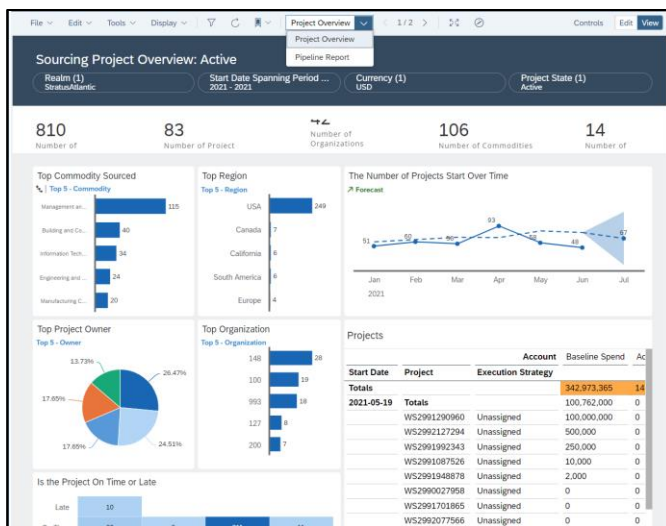 File Edit Tools Display Project Overview 1/2 Controls Edit View
Project Overview
Pipeline Report
Sourcing Project Overview: Active
Realm (1) Start Date Spanning Period ... Currency (1) Project State (1)
StratusAtlantic 2021 - 2021 USD Active
810 83 42 106 14
Number of Number of Project Number of Organizations Number of Commodities Number of
Top Commodity Sourced
Top 5 - Commodity
Management an... 115
Building and Co... 40
Information Tech... 34
Engineering and ... 24
Manufacturing C... 20
Top Region
Top 5 - Region
USA 249
Canada 7
California 6
South America 6
Europe 4
The Number of Projects Start Over Time
Forecast
51 60 50 93 48 67
Jan Feb Mar Apr May Jun Jul
2021
Top Project Owner
Top 5 - Owner
13.73% 26.47%
17.65%
17.65% 24.51%
Top Organization
Top 5 - Organization
148 28
100 19
993 18
127 8
200 7
Projects
Account Baseline Spend Ac
Start Date Project Execution Strategy
Totals 342,973,365 14
2021-05-19 Totals 100,762,000 0
WS2991290960 Unassigned 100,000,000 0
WS2992127294 Unassigned 500,000 0
WS2991992343 Unassigned 250,000 0
WS2991087526 Unassigned 10,000 0
WS2991948878 Unassigned 2,000 0
WS2990027958 Unassigned 0 0
WS2991701865 Unassigned 0 0
WS2992077566 Unassigned 0 0
Is the Project On Time or Late
Late 10